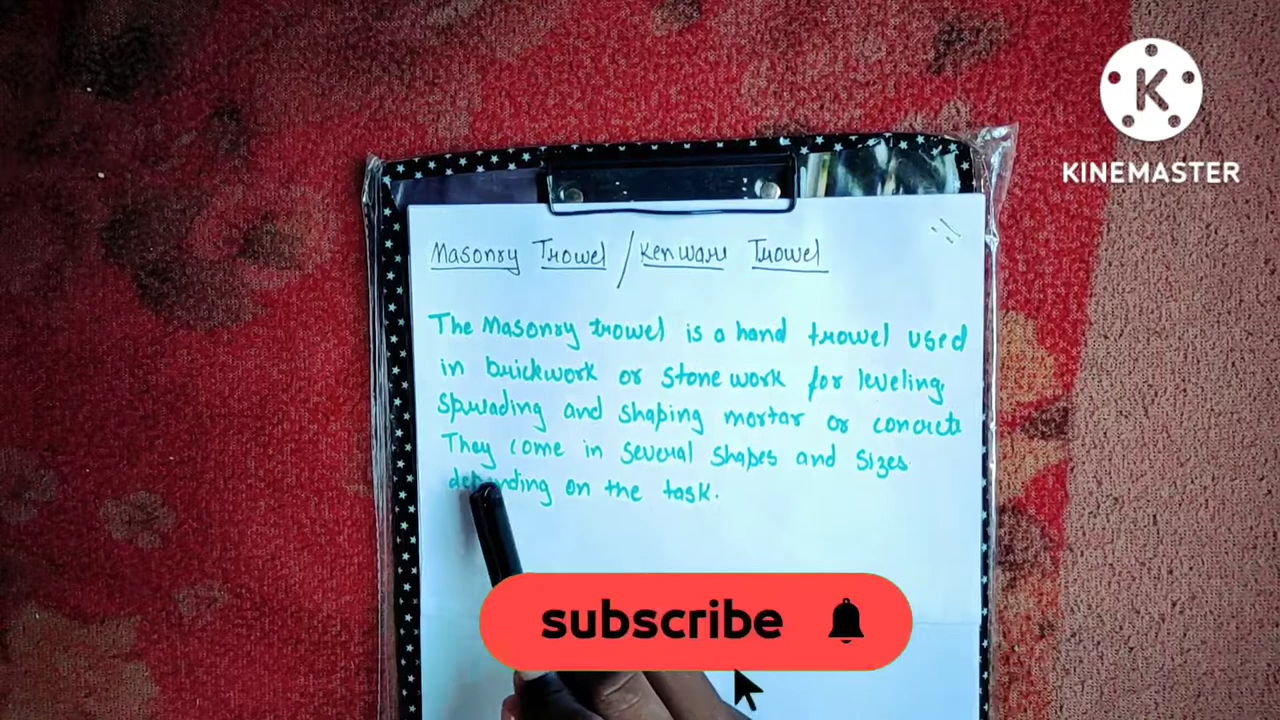 K
KINEMASTER
Masonry Trowel / Kenware Trowel
The Masonry trowel is a hand trowel used
in brickwork or stone work for leveling,
spreading and shaping mortar or concrete
They come in several shapes and sizes
depending on the task.
subscribe